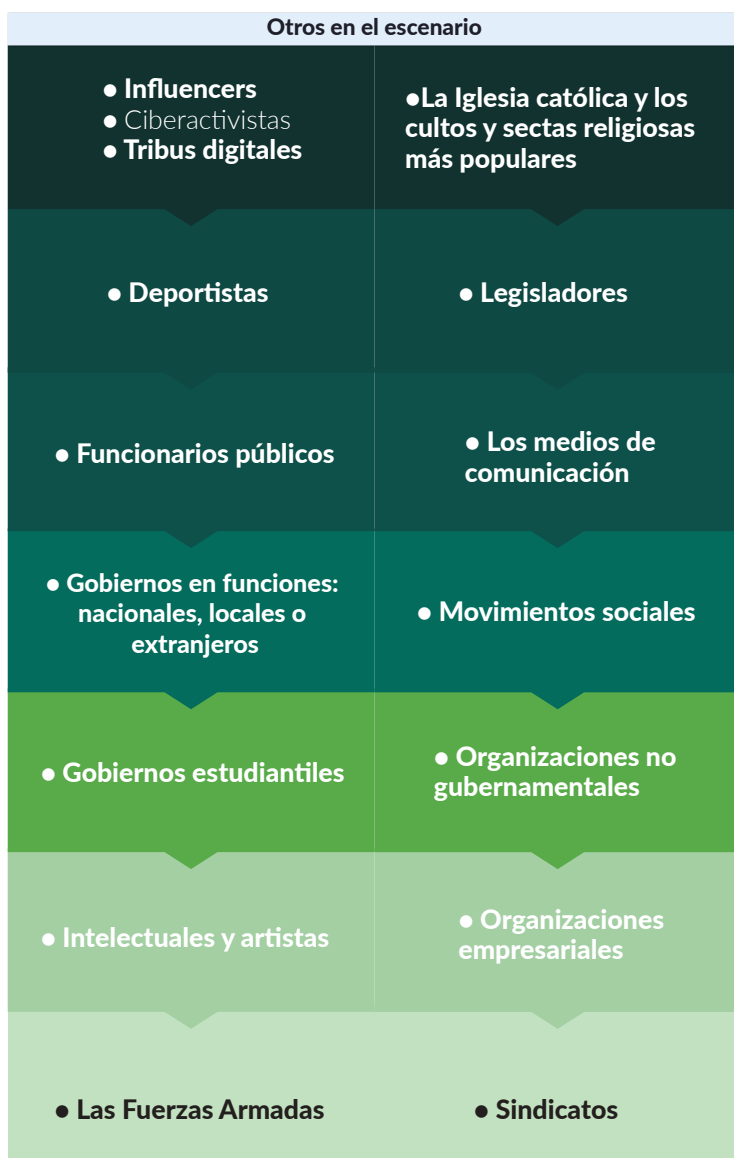 Otros en el escenario
● Influencers
● Ciberactivistas
● Tribus digitales
●La Iglesia católica y los
cultos y sectas religiosas
más populares
● Deportistas
● Legisladores
● Funcionarios públicos
● Los medios de
comunicación
● Gobiernos en funciones:
nacionales, locales o
extranjeros
● Movimientos sociales
● Gobiernos estudiantiles
● Organizaciones no
gubernamentales
● Intelectuales y artistas
● Organizaciones
empresariales
● Las Fuerzas Armadas
● Sindicatos